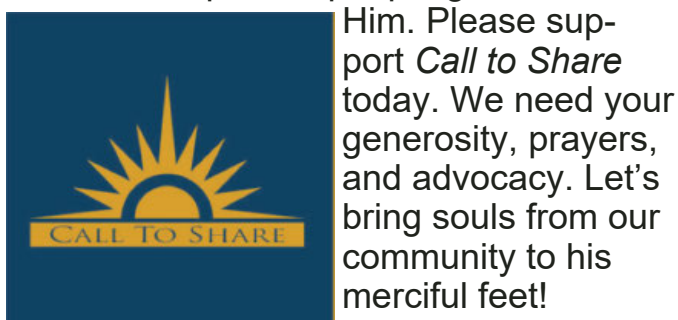 Him. Please sup-
port Call to Share
today. We need your
generosity, prayers,
and advocacy. Let's
bring souls from our
community to his
merciful feet!
CALL TO SHARE